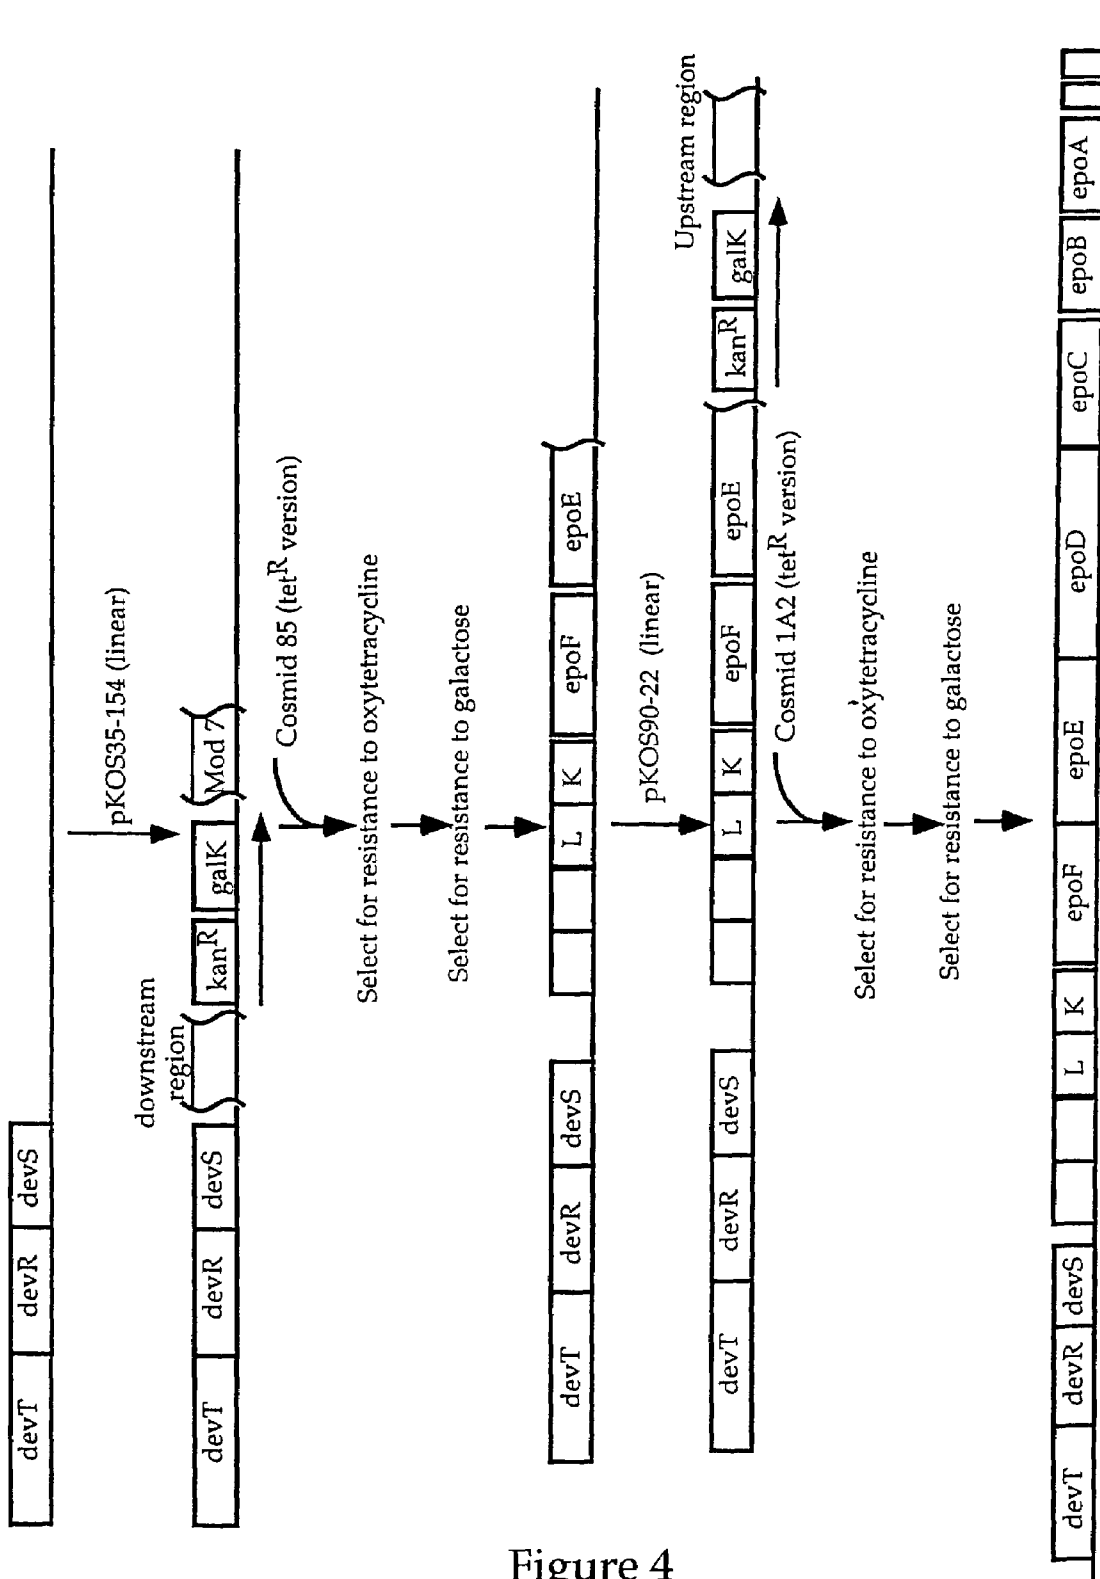 devT devR devS
pKOS35-154 (linear)
downstream
region
devT devR devS kanR galK Mod 7
Cosmid 85 (tetR version)
Select for resistance to oxytetracycline
Select for resistance to galactose
devT devR devS L K epoF epoE
pKOS90-22 (linear)
Upstream region
devT devR devS L K epoF epoE kanR galK
Cosmid 1A2 (tetR version)
Select for resistance to oxytetracycline
Select for resistance to galactose
devT devR devS L K epoF epoE epoD epoC epoB epoA
Figure 4